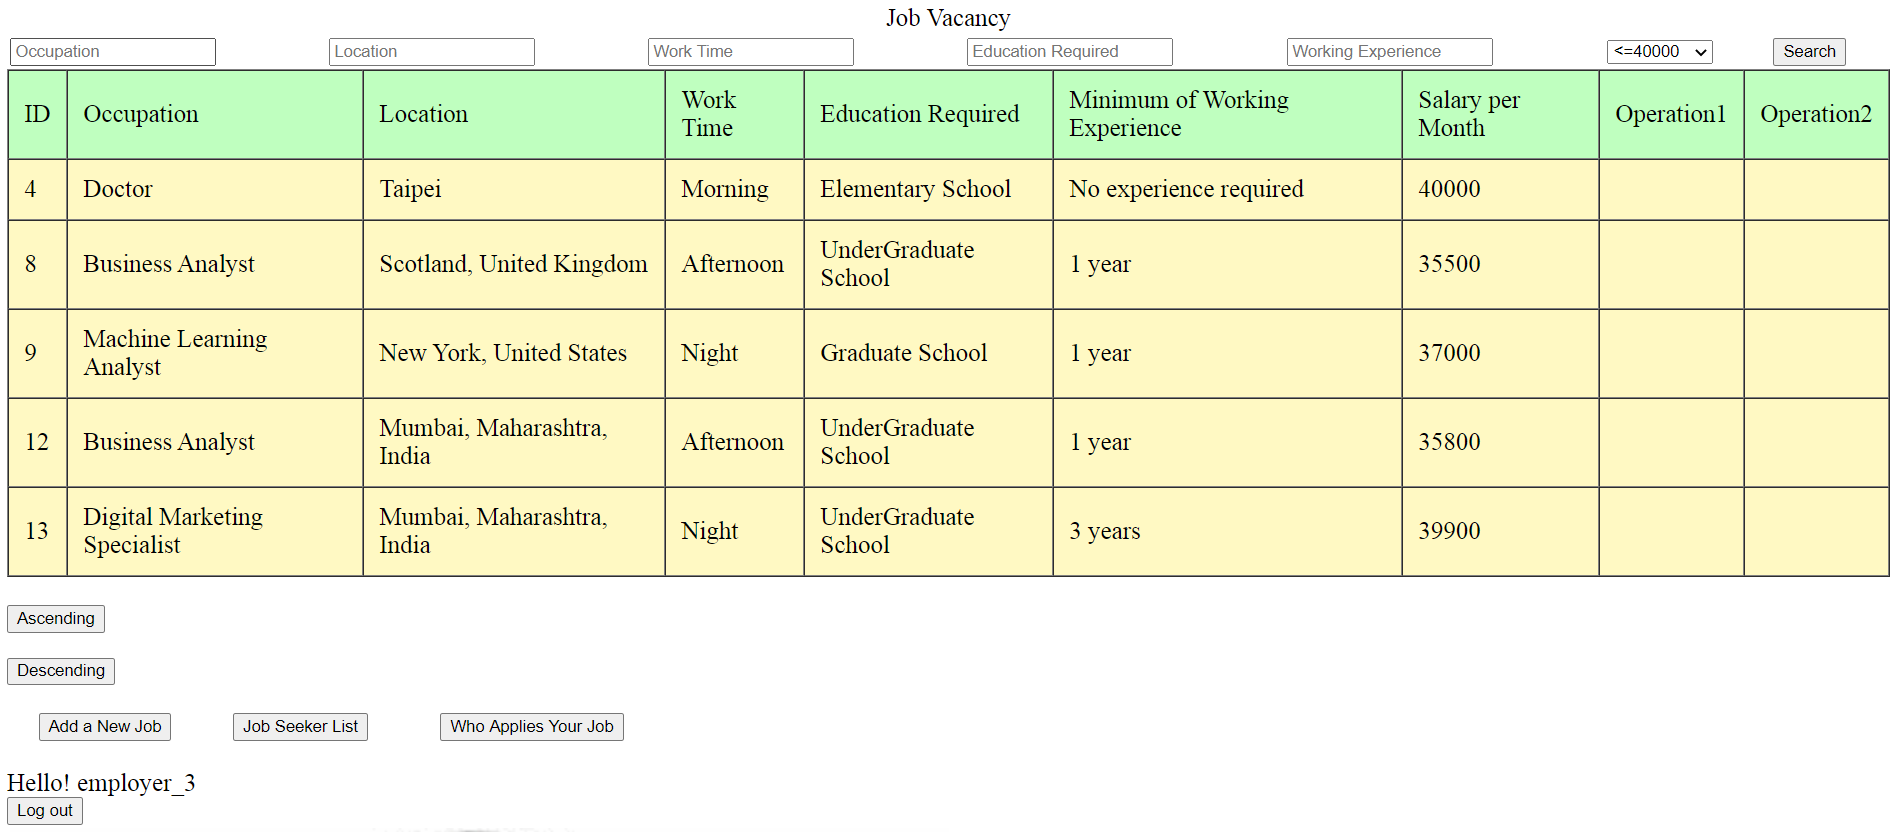 Job Vacancy
Occupation Location Work Time Education Required Working Experience <=40000 Search
ID Occupation Location Work Time Education Required Minimum of Working Experience Salary per Month Operation1 Operation2
4 Doctor Taipei Morning Elementary School No experience required 40000
8 Business Analyst Scotland, United Kingdom Afternoon UnderGraduate School 1 year 35500
9 Machine Learning Analyst New York, United States Night Graduate School 1 year 37000
12 Business Analyst Mumbai, Maharashtra, India Afternoon UnderGraduate School 1 year 35800
13 Digital Marketing Specialist Mumbai, Maharashtra, India Night UnderGraduate School 3 years 39900
Ascending
Descending
Add a New Job Job Seeker List Who Applies Your Job
Hello! employer_3
Log out